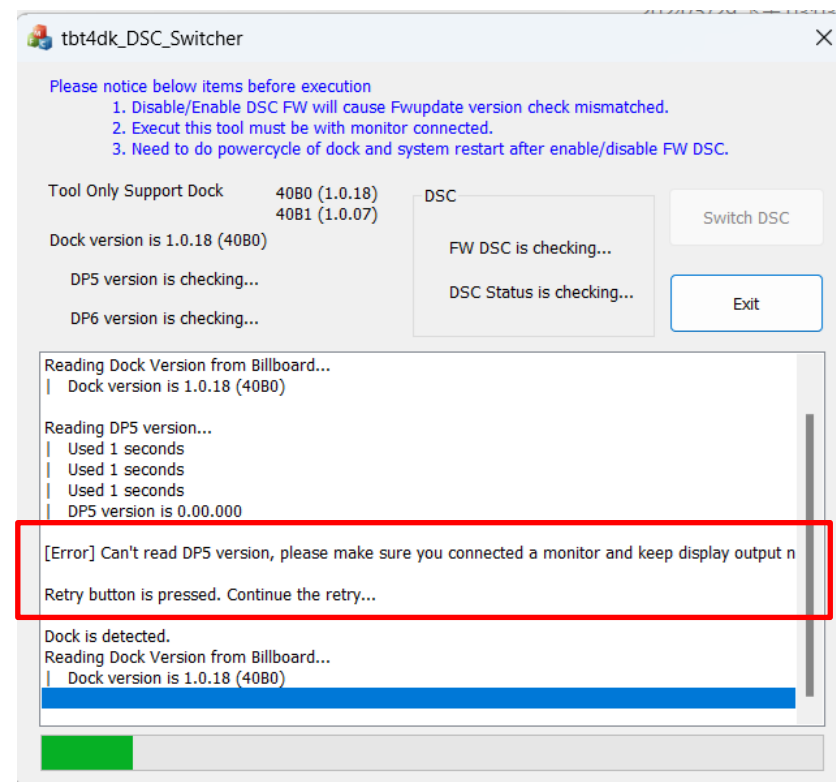 tbt4dk_DSC_Switcher
Please notice below items before execution
1. Disable/Enable DSC FW will cause Fwupdate version check mismatched.
2. Execut this tool must be with monitor connected.
3. Need to do powercycle of dock and system restart after enable/disable FW DSC.
Tool Only Support Dock 40B0 (1.0.18)
40B1 (1.0.07)
Dock version is 1.0.18 (40B0)
DP5 version is checking...
DP6 version is checking...
DSC
FW DSC is checking...
DSC Status is checking...
Switch DSC
Exit
Reading Dock Version from Billboard...
| Dock version is 1.0.18 (40B0)
Reading DP5 version...
| Used 1 seconds
| Used 1 seconds
| Used 1 seconds
| DP5 version is 0.00.000
[Error] Can't read DP5 version, please make sure you connected a monitor and keep display output n
Retry button is pressed. Continue the retry...
Dock is detected.
Reading Dock Version from Billboard...
| Dock version is 1.0.18 (40B0)